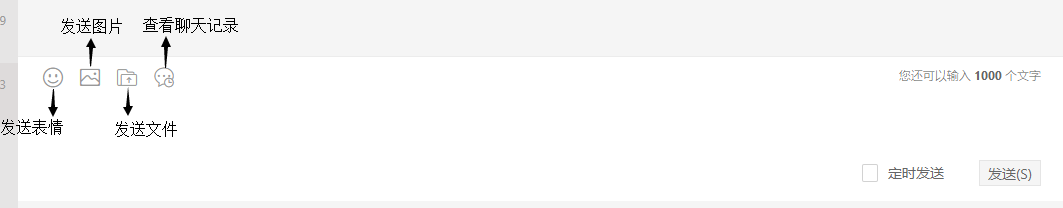 9
发送图片
查看聊天记录
3
您还可以输入 1000 个文字
发送表情
发送文件
定时发送
发送(S)